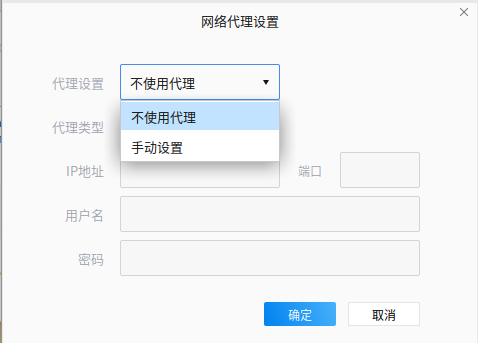 网络代理设置
代理设置 不使用代理
不使用代理
代理类型
手动设置
IP地址 端口
用户名
密码
确定 取消